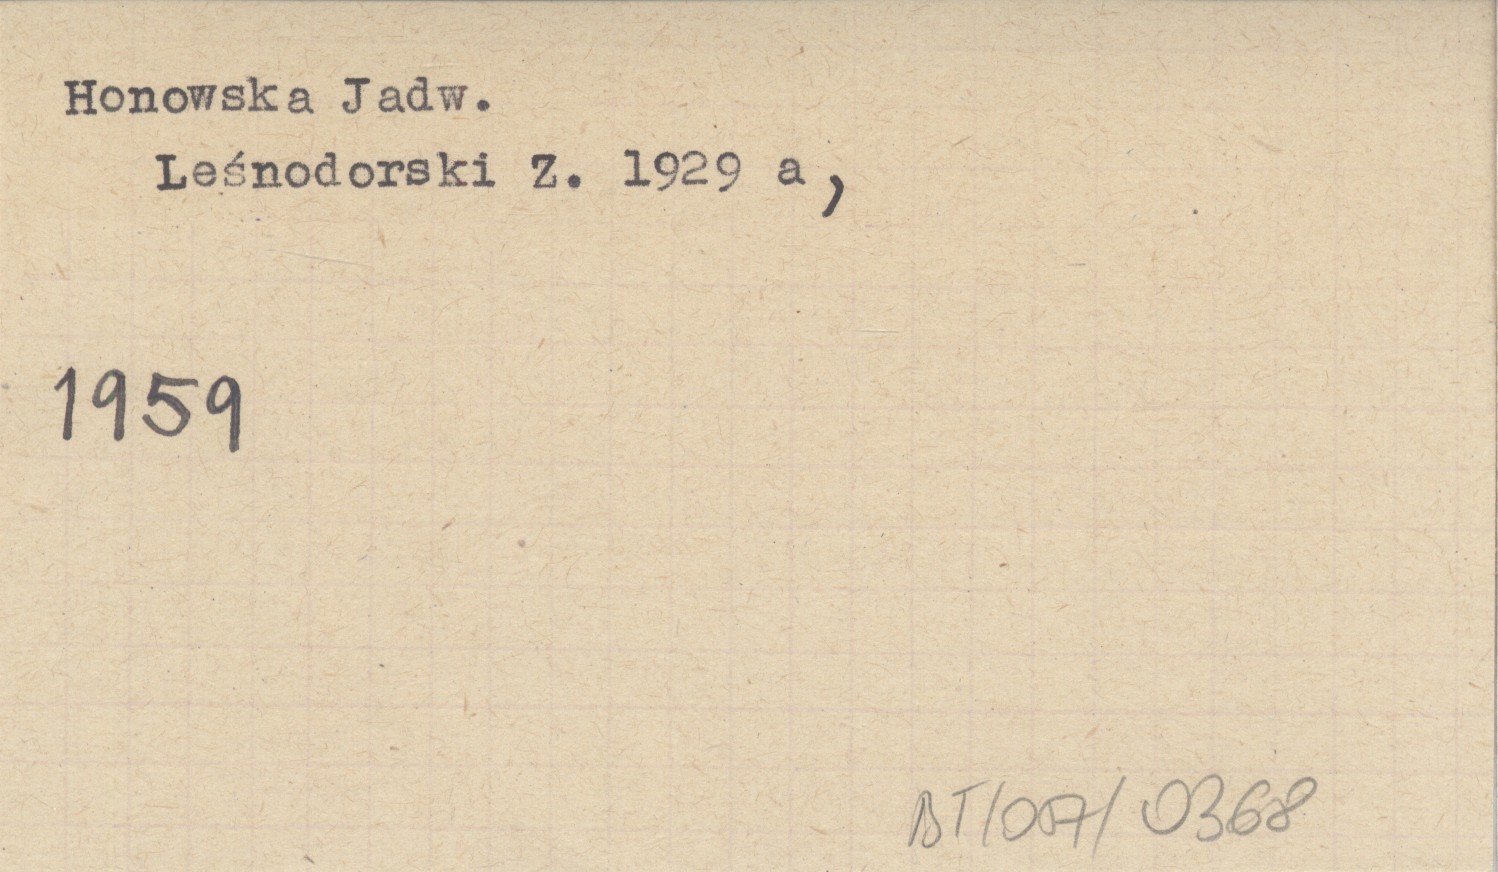 Honowska Jadw.
Leśnodorski Z. 1929 a,
1959
BT/007/0368